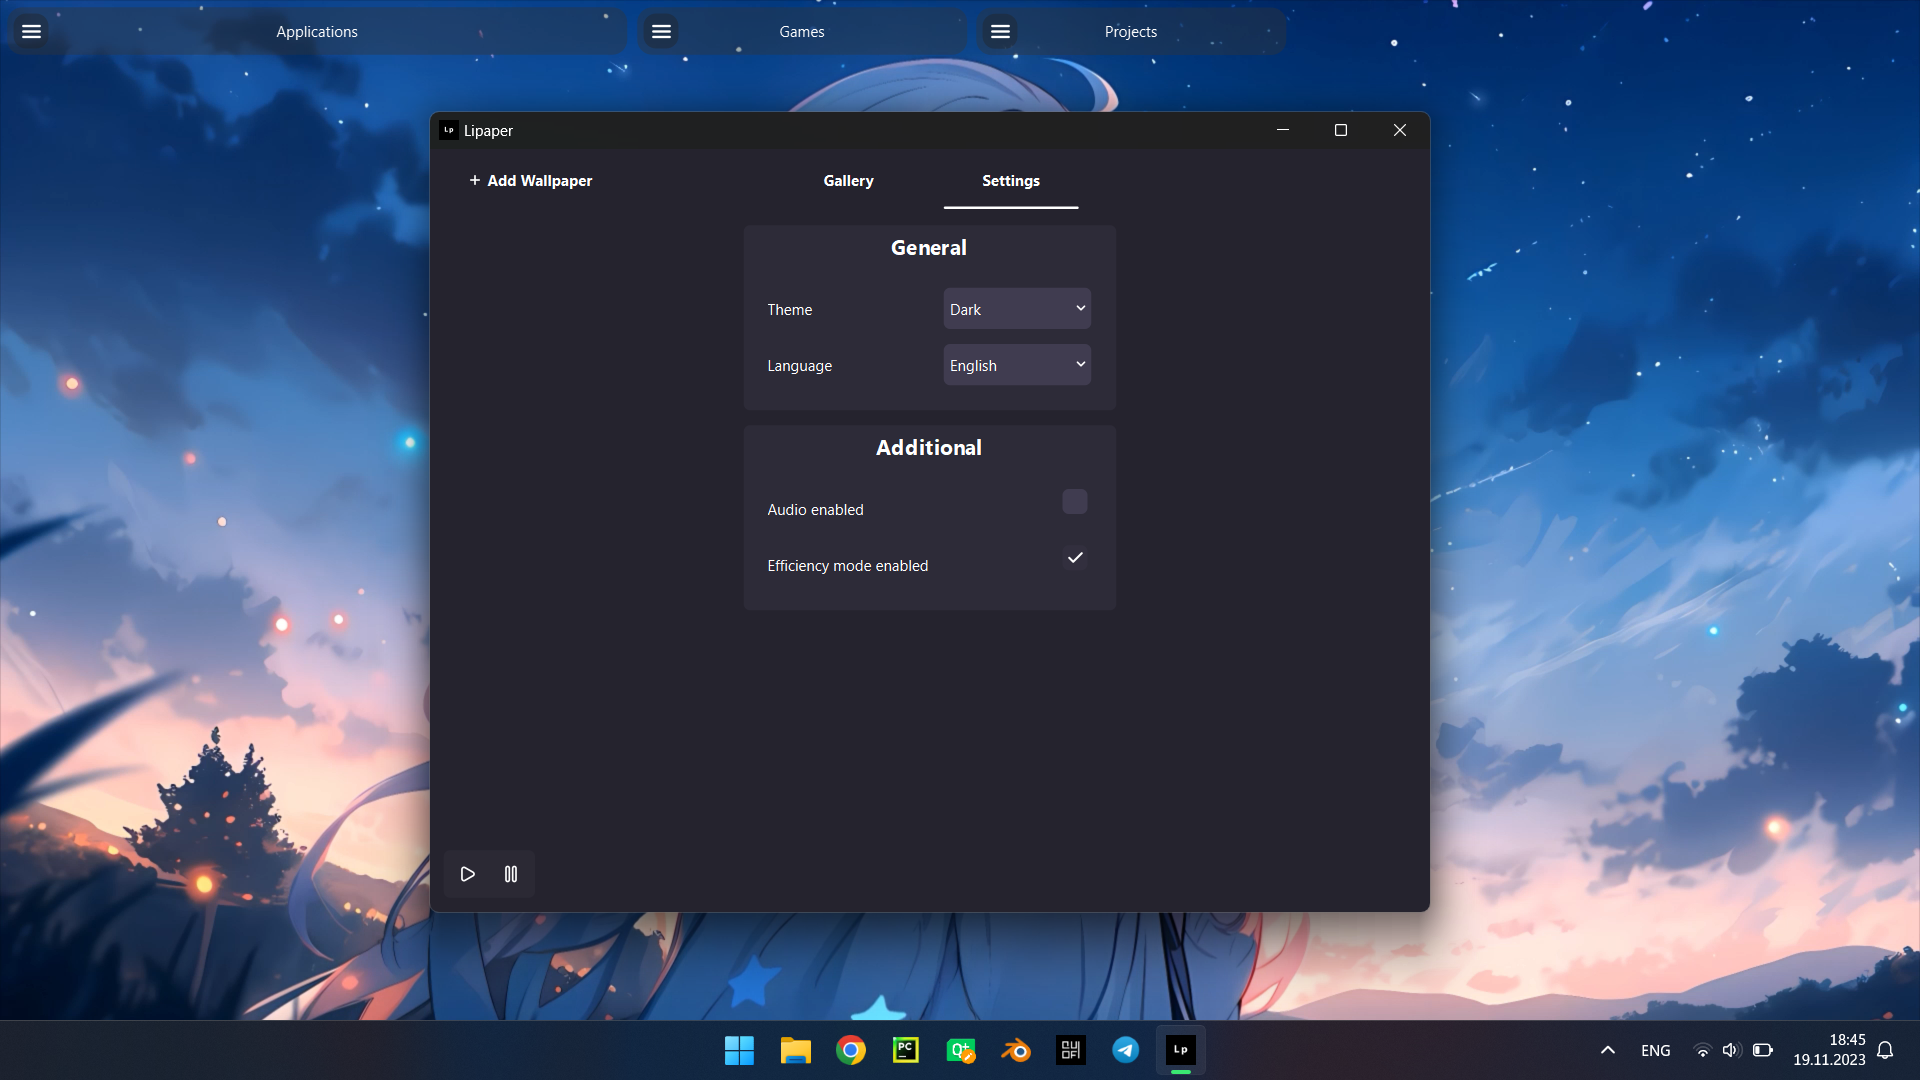 Applications
Games
Projects
Lp
Lipaper
+ Add Wallpaper
Gallery
Settings
General
Theme
Dark
Language
English
Additional
Audio enabled
Efficiency mode enabled
PC
Qt
Lp
ENG
18:45
19.11.2023